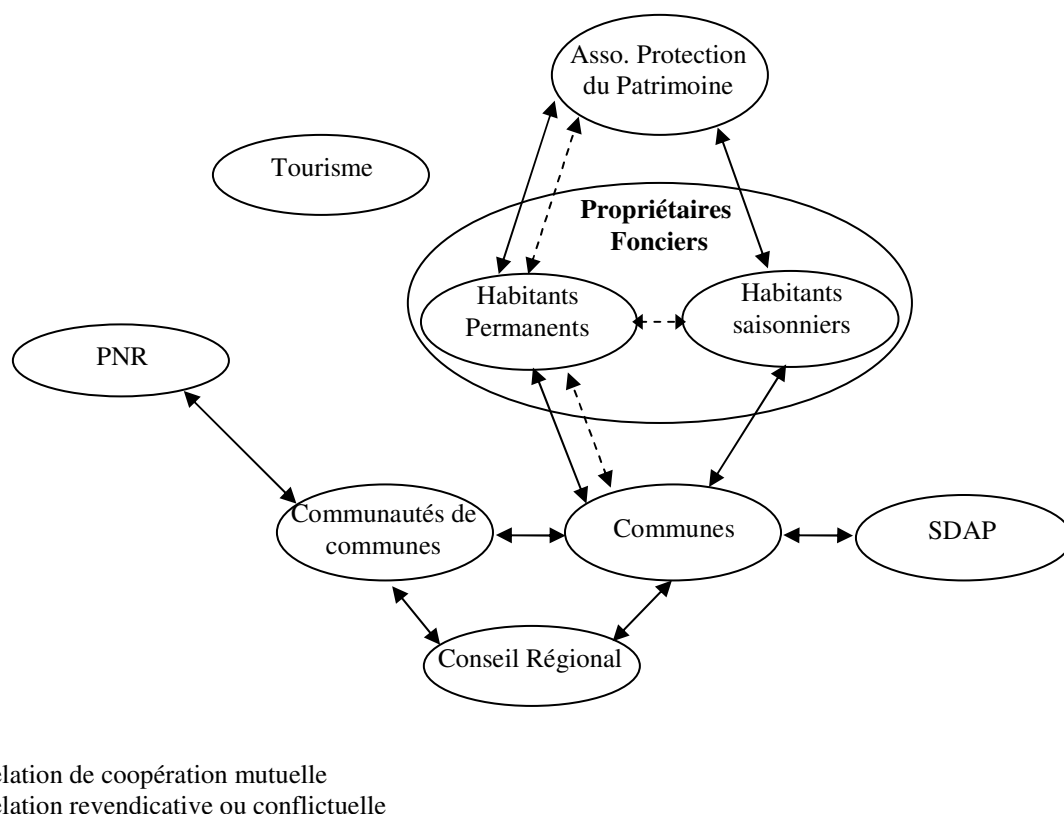 Asso. Protection
du Patrimoine
Tourisme
Propriétaires
Fonciers
Habitants
Permanents
Habitants
saisonniers
PNR
Communautés de
communes
Communes
SDAP
Conseil Régional
elation de coopération mutuelle
elation revendicative ou conflictuelle